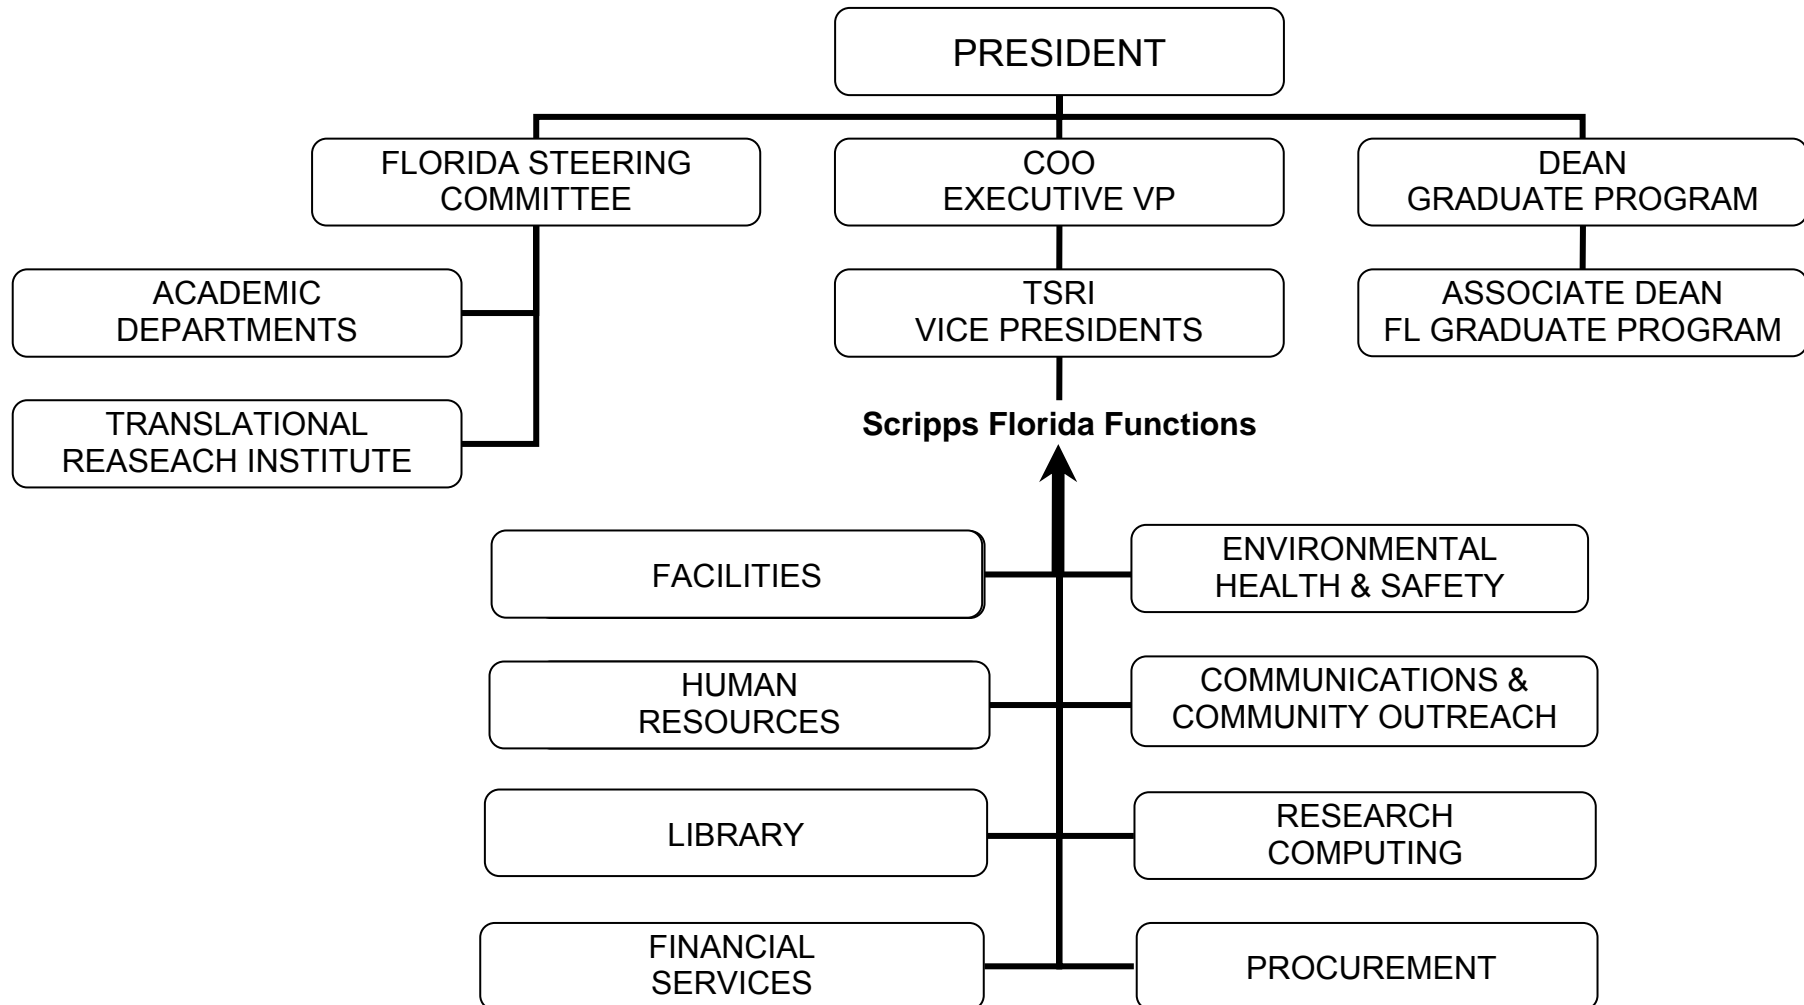 PRESIDENT
FLORIDA STEERING
COMMITTEE
COO
EXECUTIVE VP
DEAN
GRADUATE PROGRAM
ACADEMIC
DEPARTMENTS
TSRI
VICE PRESIDENTS
ASSOCIATE DEAN
FL GRADUATE PROGRAM
TRANSLATIONAL
REASEACH INSTITUTE
Scripps Florida Functions
FACILITIES
ENVIRONMENTAL
HEALTH & SAFETY
HUMAN
RESOURCES
COMMUNICATIONS &
COMMUNITY OUTREACH
LIBRARY
RESEARCH
COMPUTING
FINANCIAL
SERVICES
PROCUREMENT